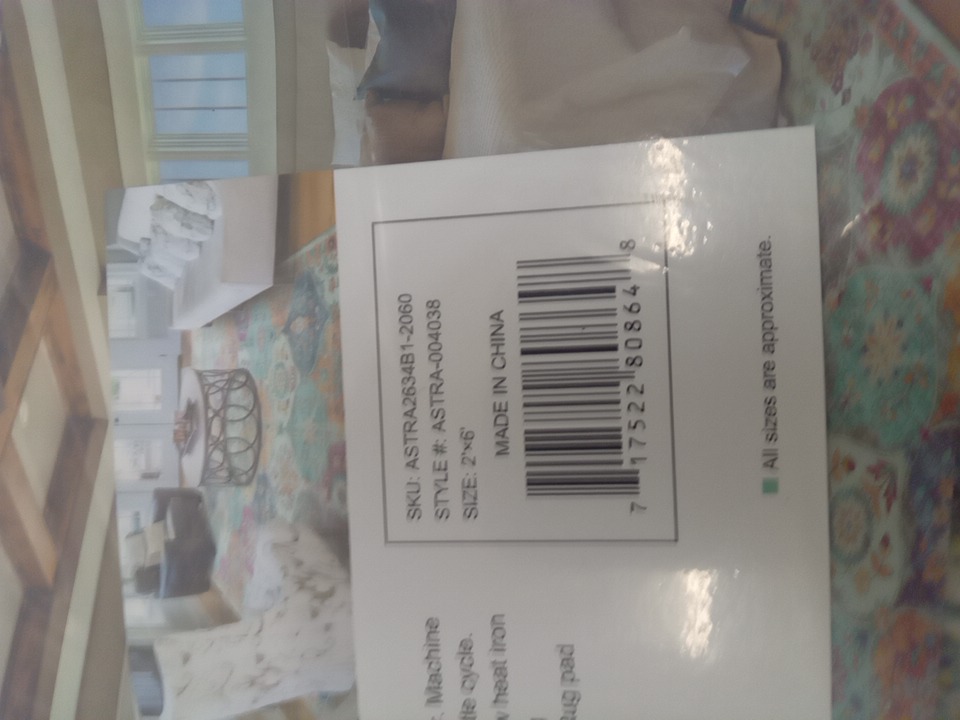 SKU: ASTRA2634B1-2060
STYLE #: ASTRA-004038
SIZE: 2'×6'
MADE IN CHINA
7 17522 80864 8
All sizes are approximate.
Machine
cycle.
heat iron
pad